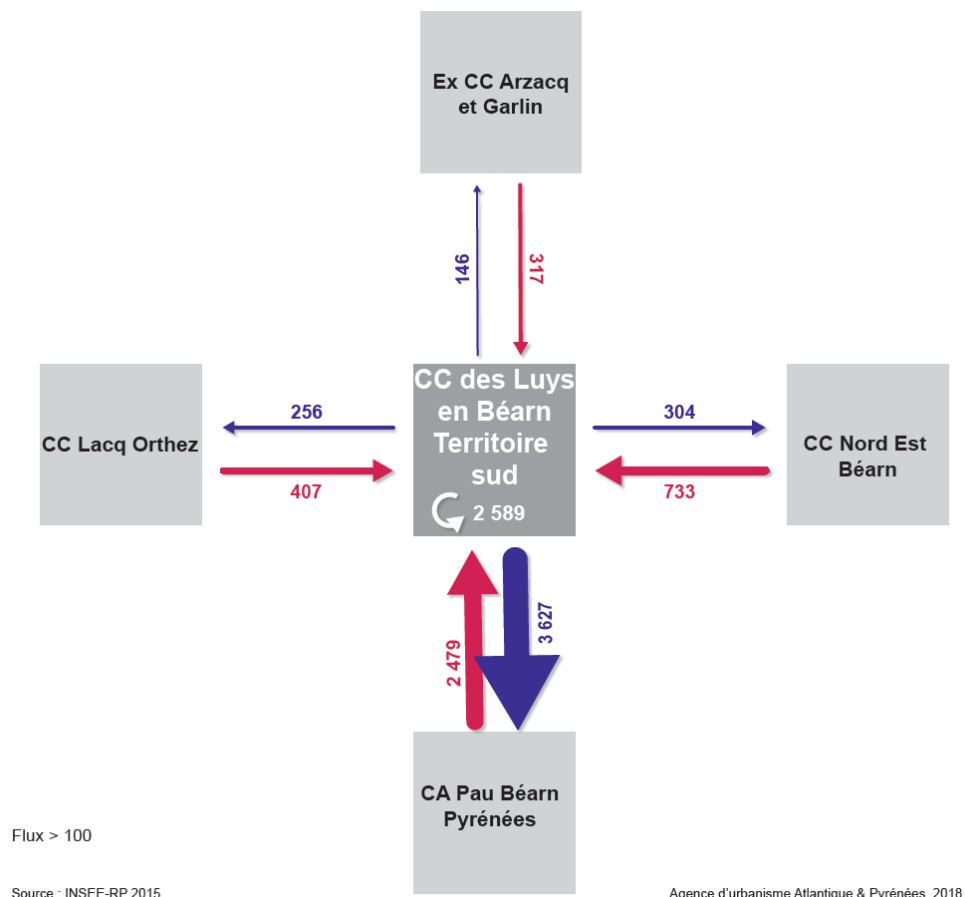 Ex CC Arzacq
et Garlin
146
317
CC Lacq Orthez
256
407
CC des Luys
en Béarn
Territoire
sud
2 589
304
733
CC Nord Est
Béarn
2 479
3 627
CA Pau Béarn
Pyrénées
Flux > 100
Source : INSEE-RP 2015
Agence d'urbanisme Atlantique & Pyrénées, 2018